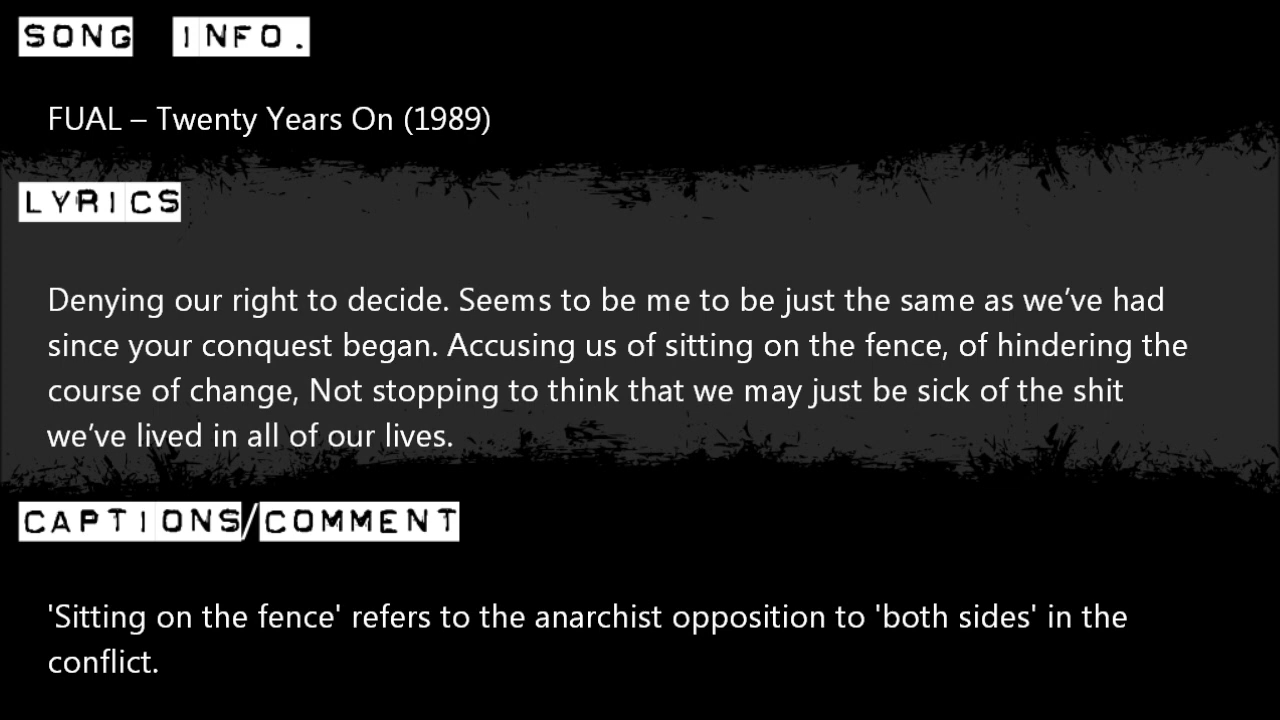 SONG INFO.
FUAL – Twenty Years On (1989)
LYRICS
Denying our right to decide. Seems to be me to be just the same as we’ve had
since your conquest began. Accusing us of sitting on the fence, of hindering the
course of change, Not stopping to think that we may just be sick of the shit
we’ve lived in all of our lives.
CAPTIONS/COMMENT
'Sitting on the fence' refers to the anarchist opposition to 'both sides' in the
conflict.